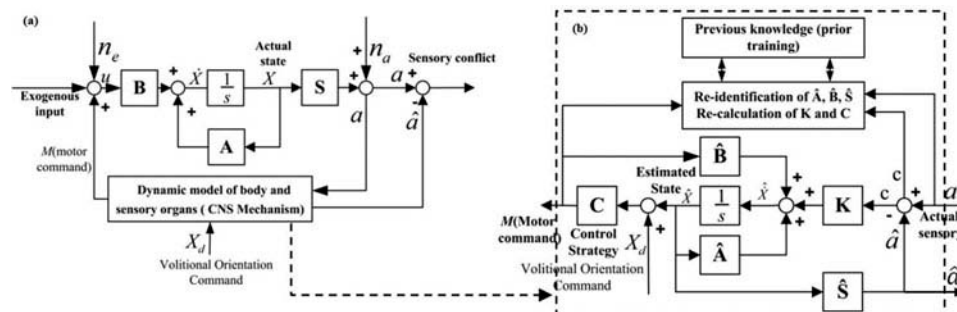 (a)
n_e
Exogenous
input
u
B
Ẋ
1/s
Actual
state
X
S
n_a
a
a
â
Sensory conflict
A
M(motor
command)
Dynamic model of body and
sensory organs ( CNS Mechanism)
X_d
Volitional Orientation
Command
(b)
Previous knowledge (prior
training)
Re-identification of Â, B̂, Ŝ
Re-calculation of K and C
B̂
Estimated
State
X̂
1/s
X̂̇
K
c
c
a
Actual
sensory
â
C
Control
Strategy
M(Motor
command)
X_d
Volitional Orientation
Command
Â
Ŝ
â